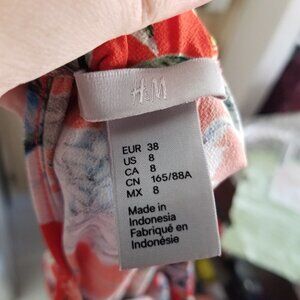 H&M
EUR 38
US 8
CA 8
CN 165/88A
MX 8
Made in
Indonesia
Fabriqué en
Indonésie